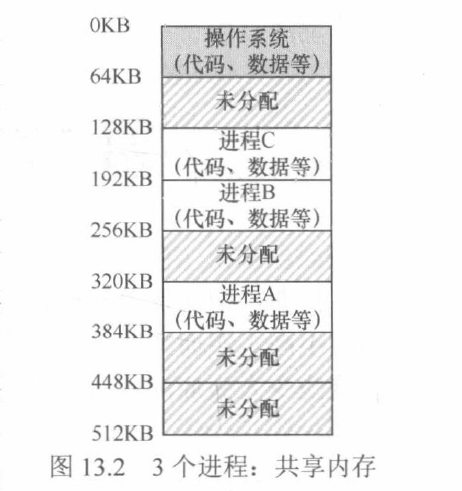 0KB
操作系统
(代码、数据等)
64KB
未分配
128KB
进程C
(代码、数据等)
192KB
进程B
(代码、数据等)
256KB
未分配
320KB
进程A
(代码、数据等)
384KB
未分配
448KB
未分配
512KB
图 13.2 3 个进程：共享内存